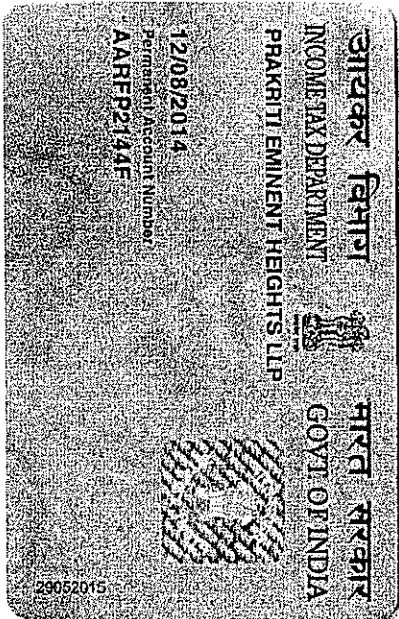 आयकर विभाग भारत सरकार
INCOME TAX DEPARTMENT GOVT. OF INDIA
PRAKRITI EMINENT HEIGHTS LLP
12/08/2014
Permanent Account Number
AARFP2144F
29052015